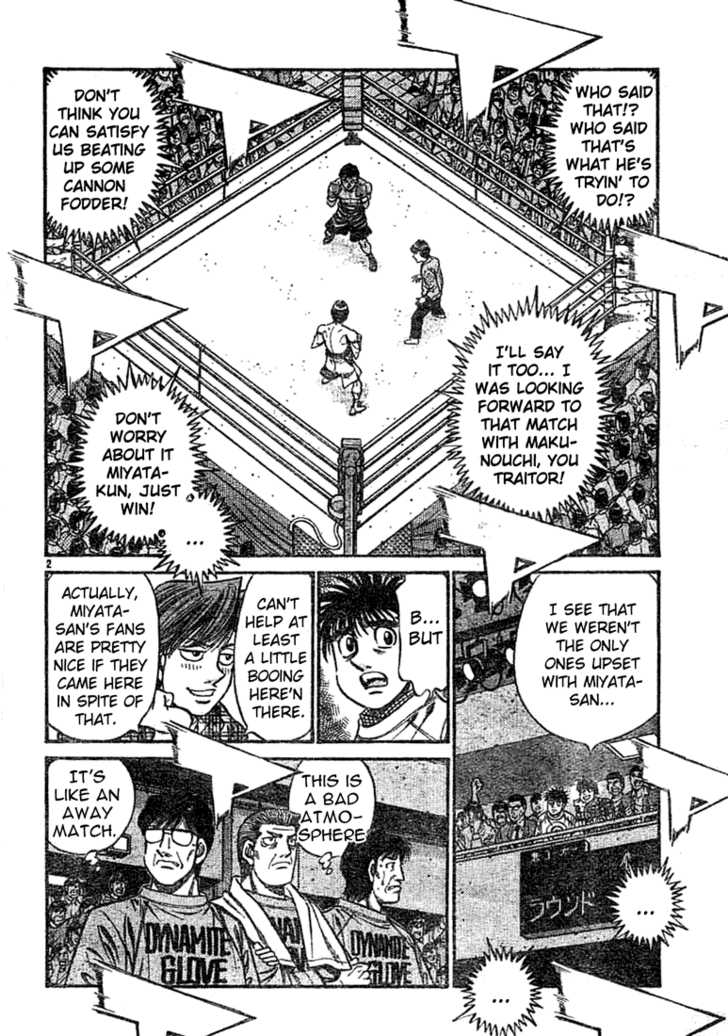 WHO SAID
THAT!?
WHO SAID
THAT'S
WHAT HE'S
TRYIN' TO
DO!?
DON'T
THINK YOU
CAN SATISFY
US BEATING
UP SOME
CANNON
FODDER!
I'LL SAY
IT TOO... I
WAS LOOKING
FORWARD TO
THAT MATCH
WITH MAKU-
NOUCHI, YOU
TRAITOR!
DON'T
WORRY
ABOUT IT
MIYATA-
KUN, JUST
WIN!
...
2
I SEE THAT
WE WEREN'T
THE ONLY
ONES UPSET
WITH MIYATA-
SAN...
B...
BUT
CAN'T
HELP AT
LEAST
A LITTLE
BOOING
HERE'N
THERE.
ACTUALLY,
MIYATA-
SAN'S FANS
ARE PRETTY
NICE IF THEY
CAME HERE
IN SPITE OF
THAT.
ラウンド
...
...
THIS IS
A BAD
ATMO-
SPHERE
IT'S
LIKE AN
AWAY
MATCH.
DYNAMITE
GLOVE
DYNAMITE
GLOVE